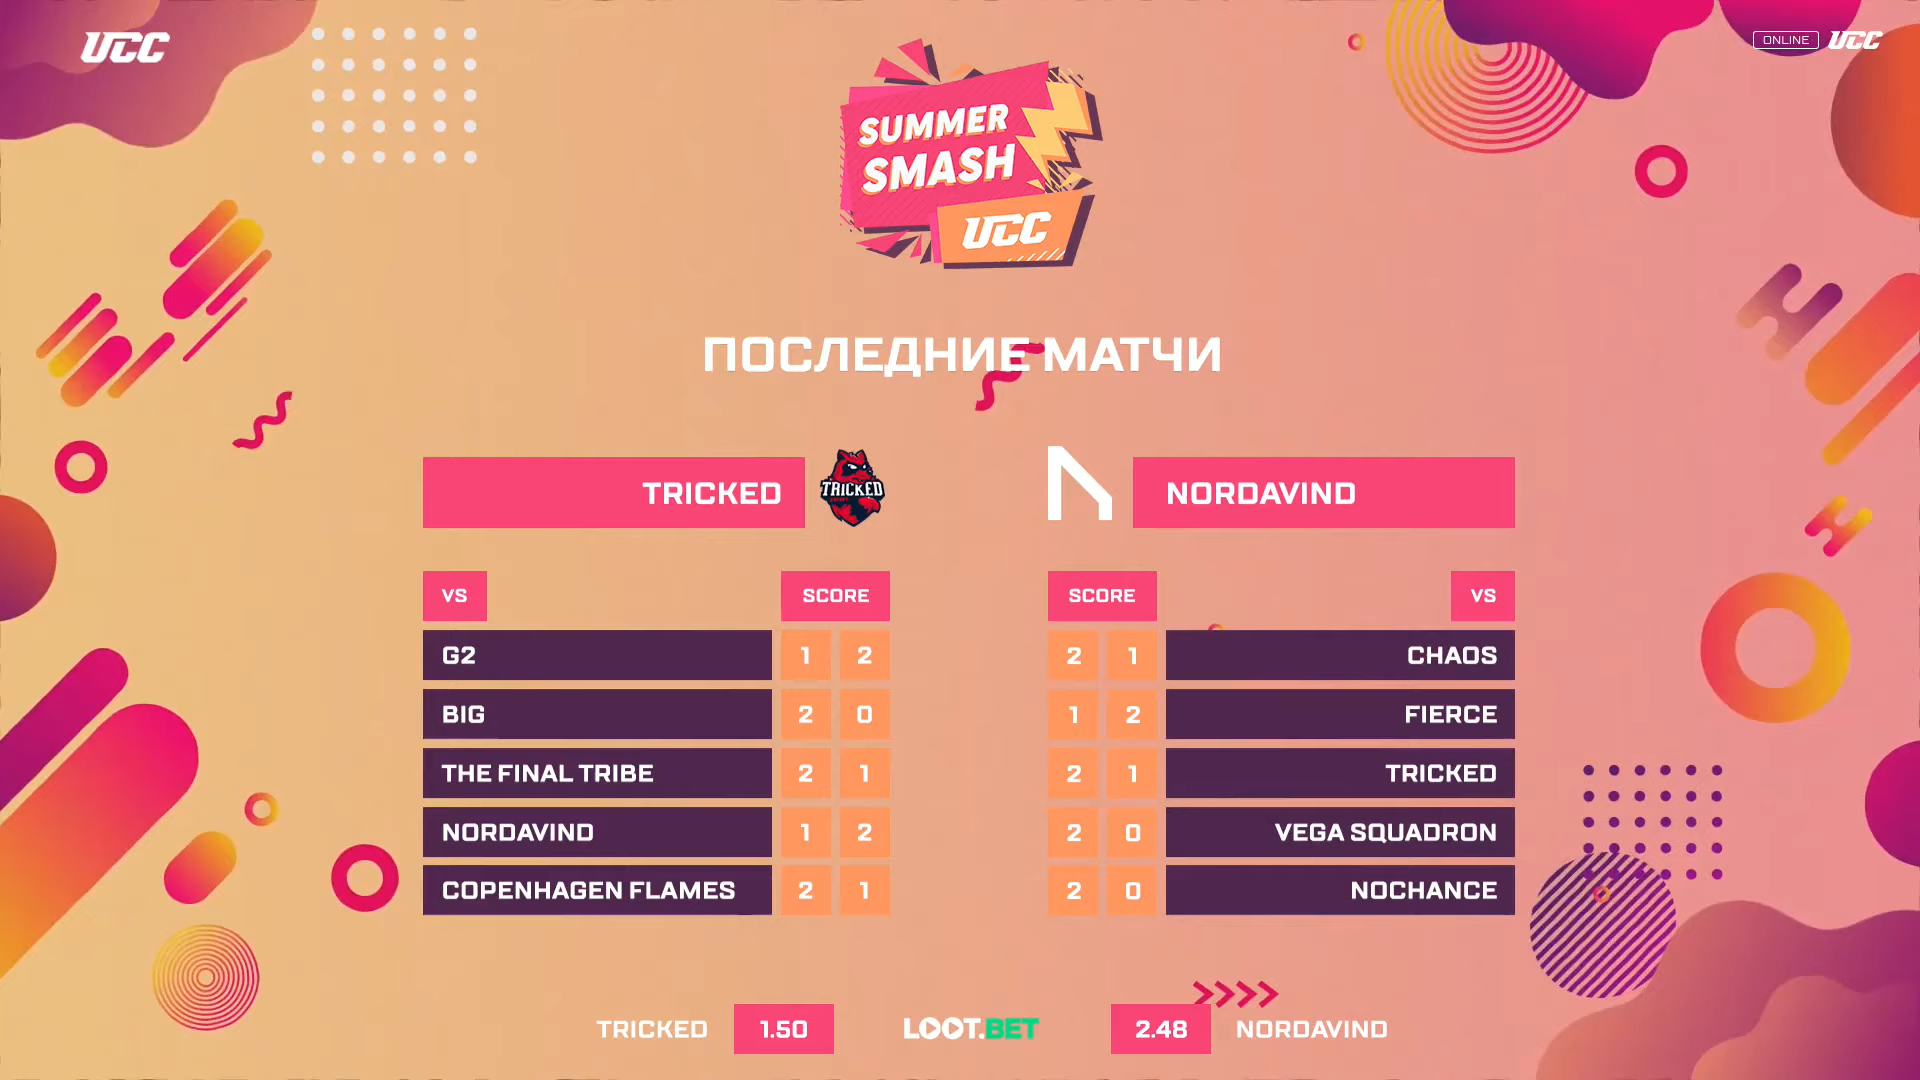 UCC
ONLINE UCC
SUMMER
SMASH
UCC
ПОСЛЕДНИЕ МАТЧИ
TRICKED TRICKED NORDAVIND
VS SCORE SCORE VS
G2 1 2 2 1 CHAOS
BIG 2 0 1 2 FIERCE
THE FINAL TRIBE 2 1 2 1 TRICKED
NORDAVIND 1 2 2 0 VEGA SQUADRON
COPENHAGEN FLAMES 2 1 2 0 NOCHANCE
TRICKED 1.50 LOOT.BET 2.48 NORDAVIND